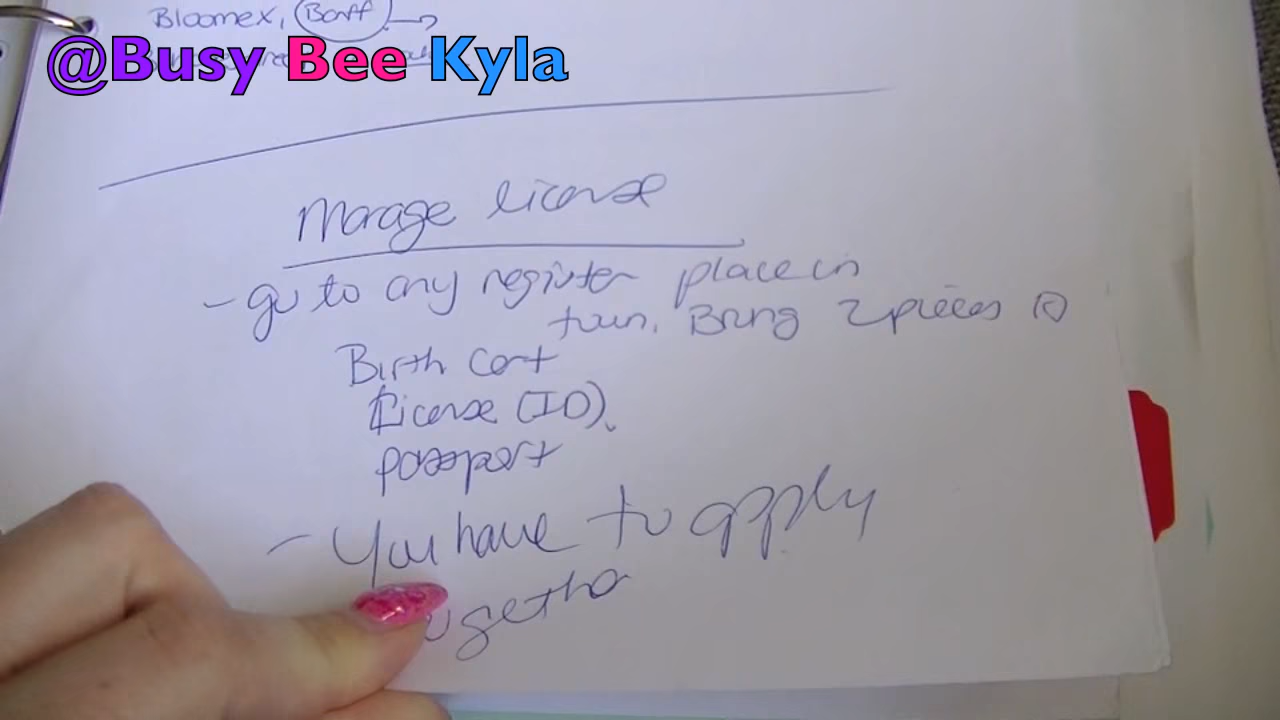 Bloomex, Banff
@Busy Bee Kyla
Marage license
- go to any register place in
town. Bring 2 pieces ID
Birth Cert
License (ID).
passport
- You have to apply
together